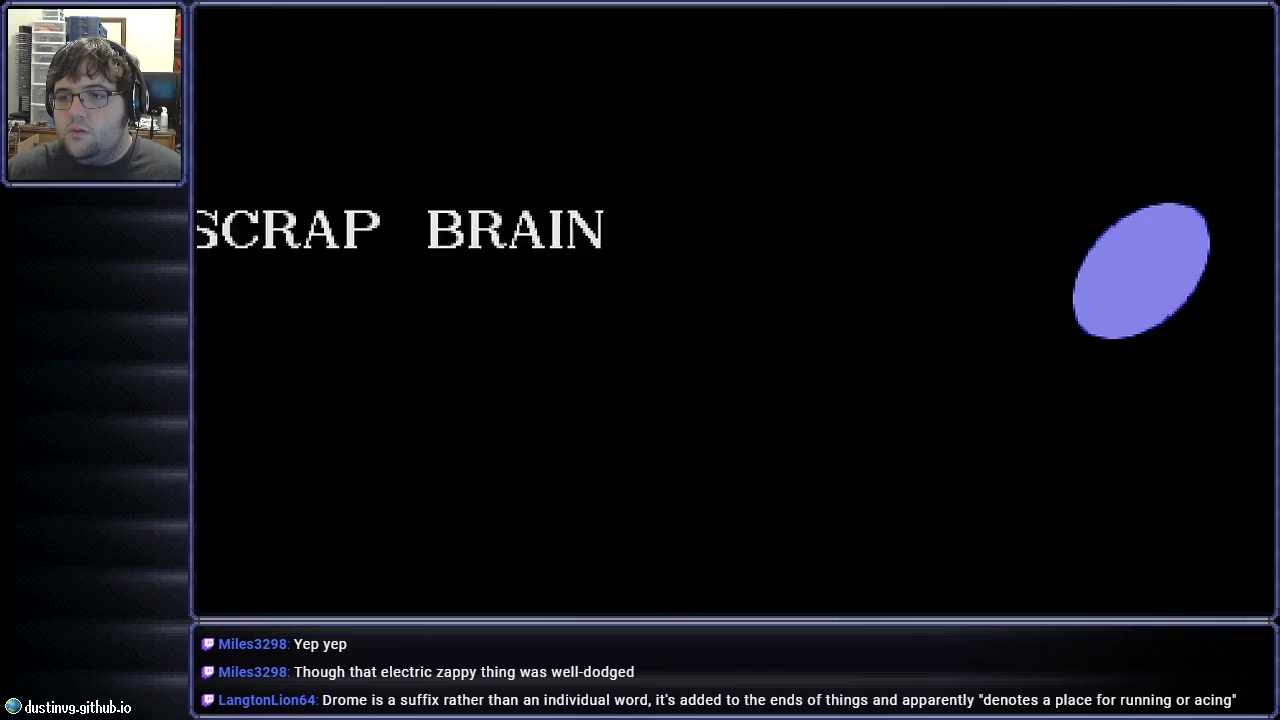 SCRAP BRAIN
Miles3298: Yep yep
Miles3298: Though that electric zappy thing was well-dodged
LangtonLion64: Drome is a suffix rather than an individual word, it's added to the ends of things and apparently "denotes a place for running or acing"
dustinvg.github.io